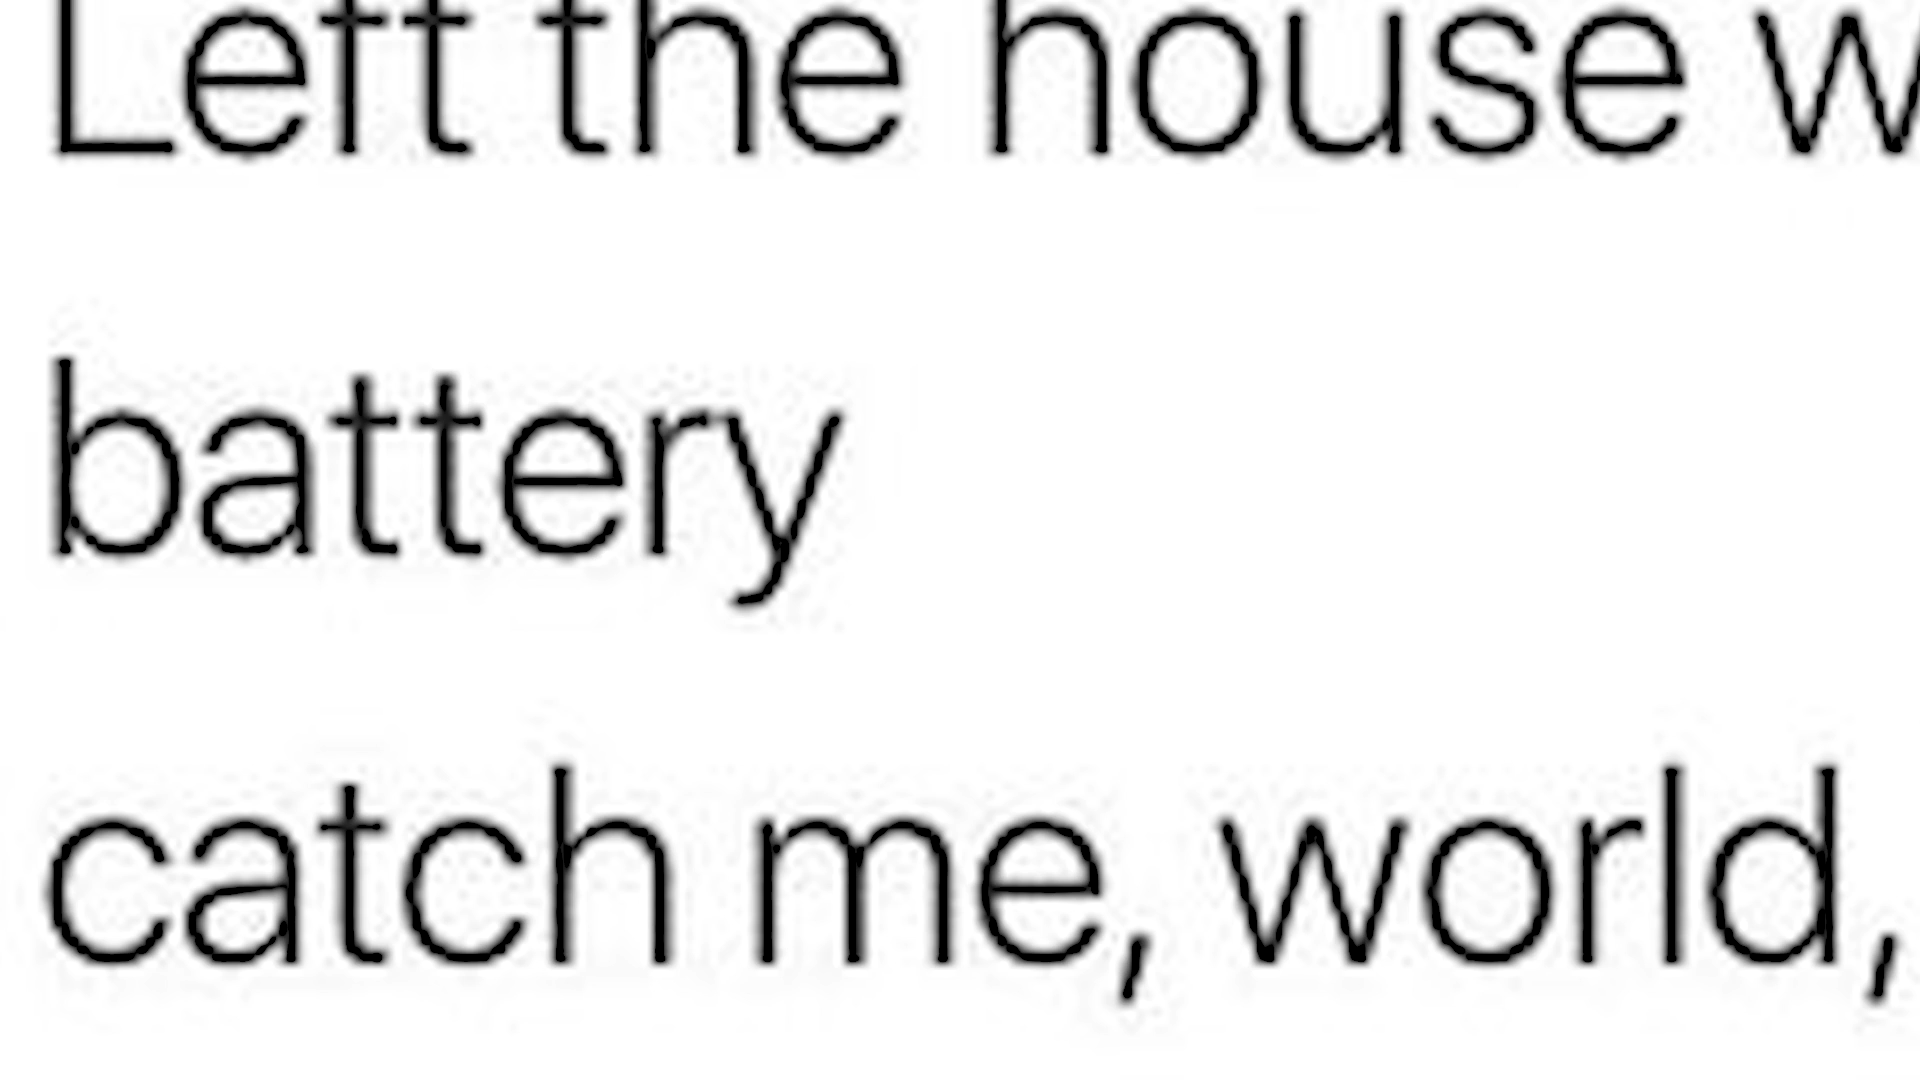 Left the house
battery
catch me, world,